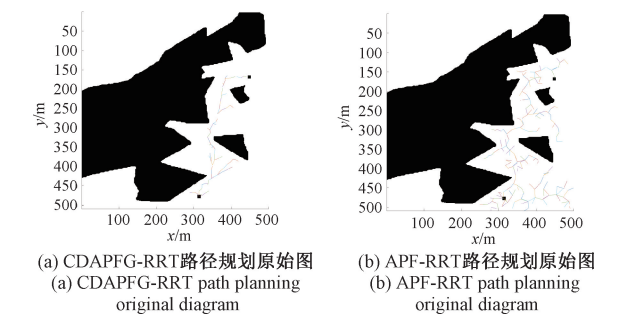 50
100
150
200
250
300
350
400
450
500
y/m
100 200 300 400 500
x/m
(a) CDAPFG-RRT路径规划原始图
(a) CDAPFG-RRT path planning
original diagram
50
100
150
200
250
300
350
400
450
500
y/m
100 200 300 400 500
x/m
(b) APF-RRT路径规划原始图
(b) APF-RRT path planning
original diagram